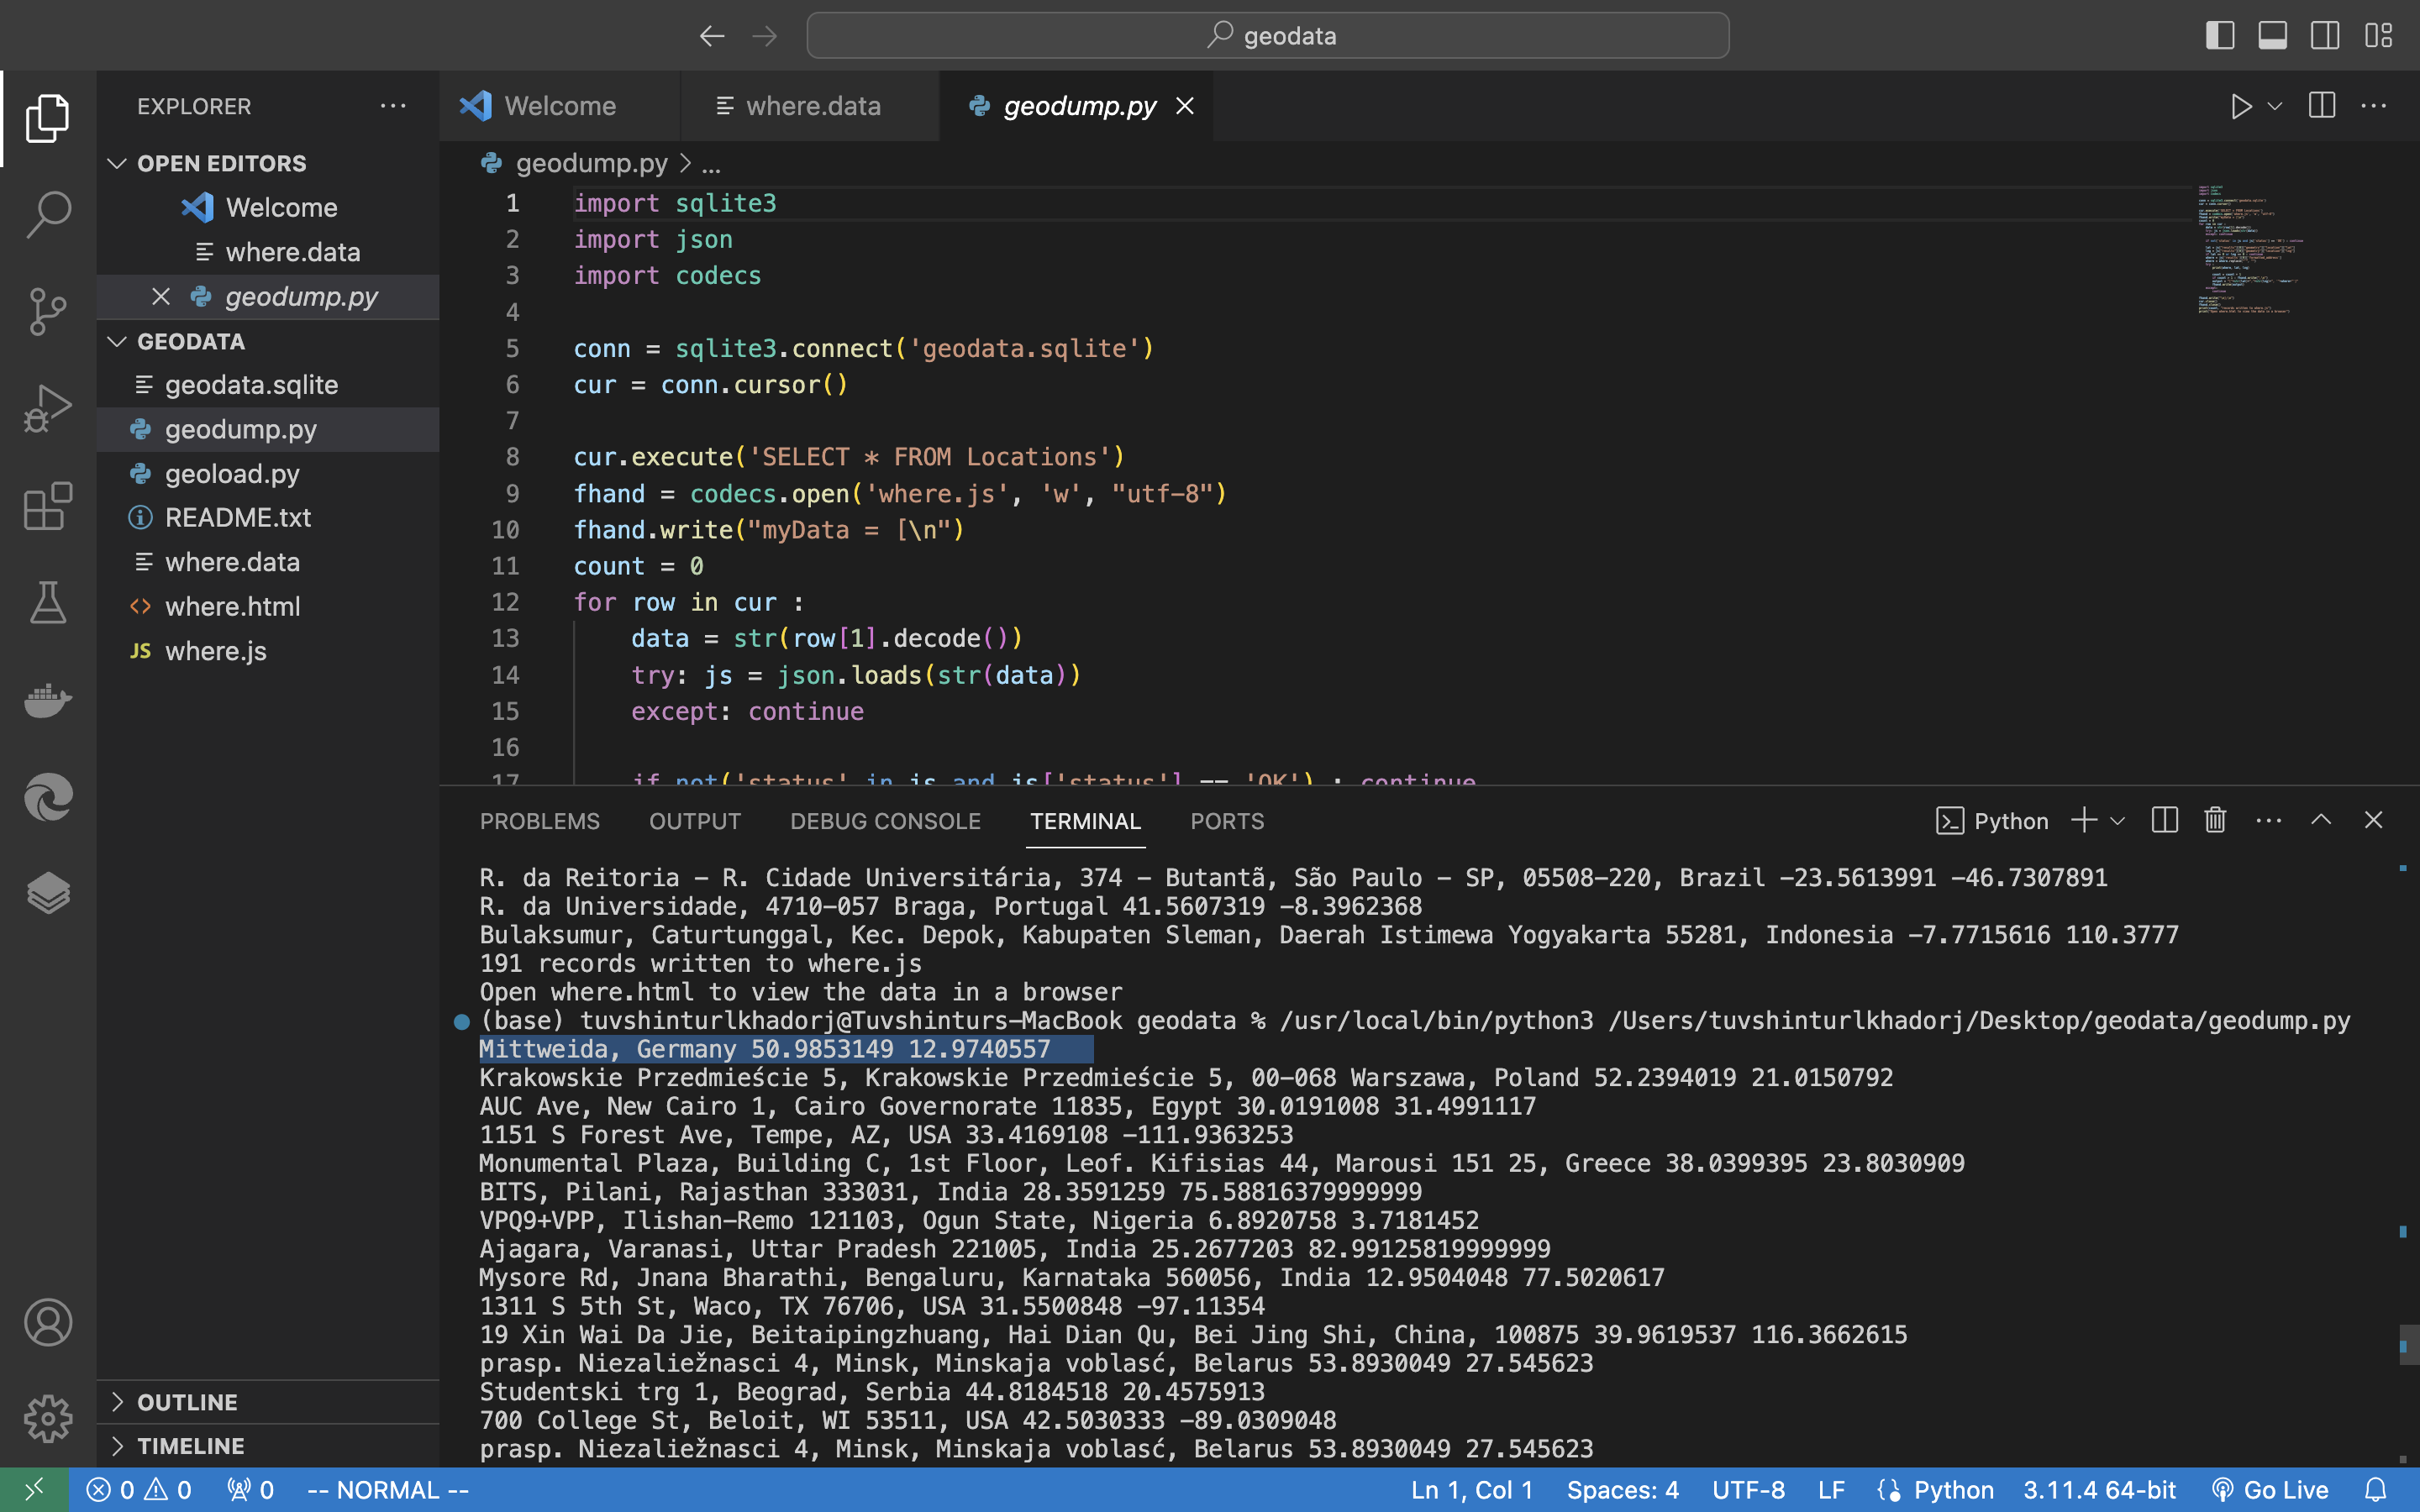 geodata
EXPLORER
OPEN EDITORS
Welcome
where.data
geodump.py
GEODATA
geodata.sqlite
geodump.py
geoload.py
README.txt
where.data
where.html
JS where.js
OUTLINE
TIMELINE
Welcome
where.data
geodump.py
geodump.py > ...
1 import sqlite3
2 import json
3 import codecs
4
5 conn = sqlite3.connect('geodata.sqlite')
6 cur = conn.cursor()
7
8 cur.execute('SELECT * FROM Locations')
9 fhand = codecs.open('where.js', 'w', "utf-8")
10 fhand.write("myData = [\n")
11 count = 0
12 for row in cur :
13 data = str(row[1].decode())
14 try: js = json.loads(str(data))
15 except: continue
16
17 if not('status' in js and js['status'] == 'OK') : continue
PROBLEMS OUTPUT DEBUG CONSOLE TERMINAL PORTS
Python
R. da Reitoria - R. Cidade Universitária, 374 - Butantã, São Paulo - SP, 05508-220, Brazil -23.5613991 -46.7307891
R. da Universidade, 4710-057 Braga, Portugal 41.5607319 -8.3962368
Bulaksumur, Caturtunggal, Kec. Depok, Kabupaten Sleman, Daerah Istimewa Yogyakarta 55281, Indonesia -7.7715616 110.3777
191 records written to where.js
Open where.html to view the data in a browser
(base) tuvshinturlkhadorj@Tuvshinturs-MacBook geodata % /usr/local/bin/python3 /Users/tuvshinturlkhadorj/Desktop/geodata/geodump.py
Mittweida, Germany 50.9853149 12.9740557
Krakowskie Przedmieście 5, Krakowskie Przedmieście 5, 00-068 Warszawa, Poland 52.2394019 21.0150792
AUC Ave, New Cairo 1, Cairo Governorate 11835, Egypt 30.0191008 31.4991117
1151 S Forest Ave, Tempe, AZ, USA 33.4169108 -111.9363253
Monumental Plaza, Building C, 1st Floor, Leof. Kifisias 44, Marousi 151 25, Greece 38.0399395 23.8030909
BITS, Pilani, Rajasthan 333031, India 28.3591259 75.58816379999999
VPQ9+VPP, Ilishan-Remo 121103, Ogun State, Nigeria 6.8920758 3.7181452
Ajagara, Varanasi, Uttar Pradesh 221005, India 25.2677203 82.99125819999999
Mysore Rd, Jnana Bharathi, Bengaluru, Karnataka 560056, India 12.9504048 77.5020617
1311 S 5th St, Waco, TX 76706, USA 31.5500848 -97.11354
19 Xin Wai Da Jie, Beitaipingzhuang, Hai Dian Qu, Bei Jing Shi, China, 100875 39.9619537 116.3662615
prasp. Niezaliežnasci 4, Minsk, Minskaja voblasć, Belarus 53.8930049 27.545623
Studentski trg 1, Beograd, Serbia 44.8184518 20.4575913
700 College St, Beloit, WI 53511, USA 42.5030333 -89.0309048
prasp. Niezaliežnasci 4, Minsk, Minskaja voblasć, Belarus 53.8930049 27.545623
0 0 0 -- NORMAL -- Ln 1, Col 1 Spaces: 4 UTF-8 LF Python 3.11.4 64-bit Go Live